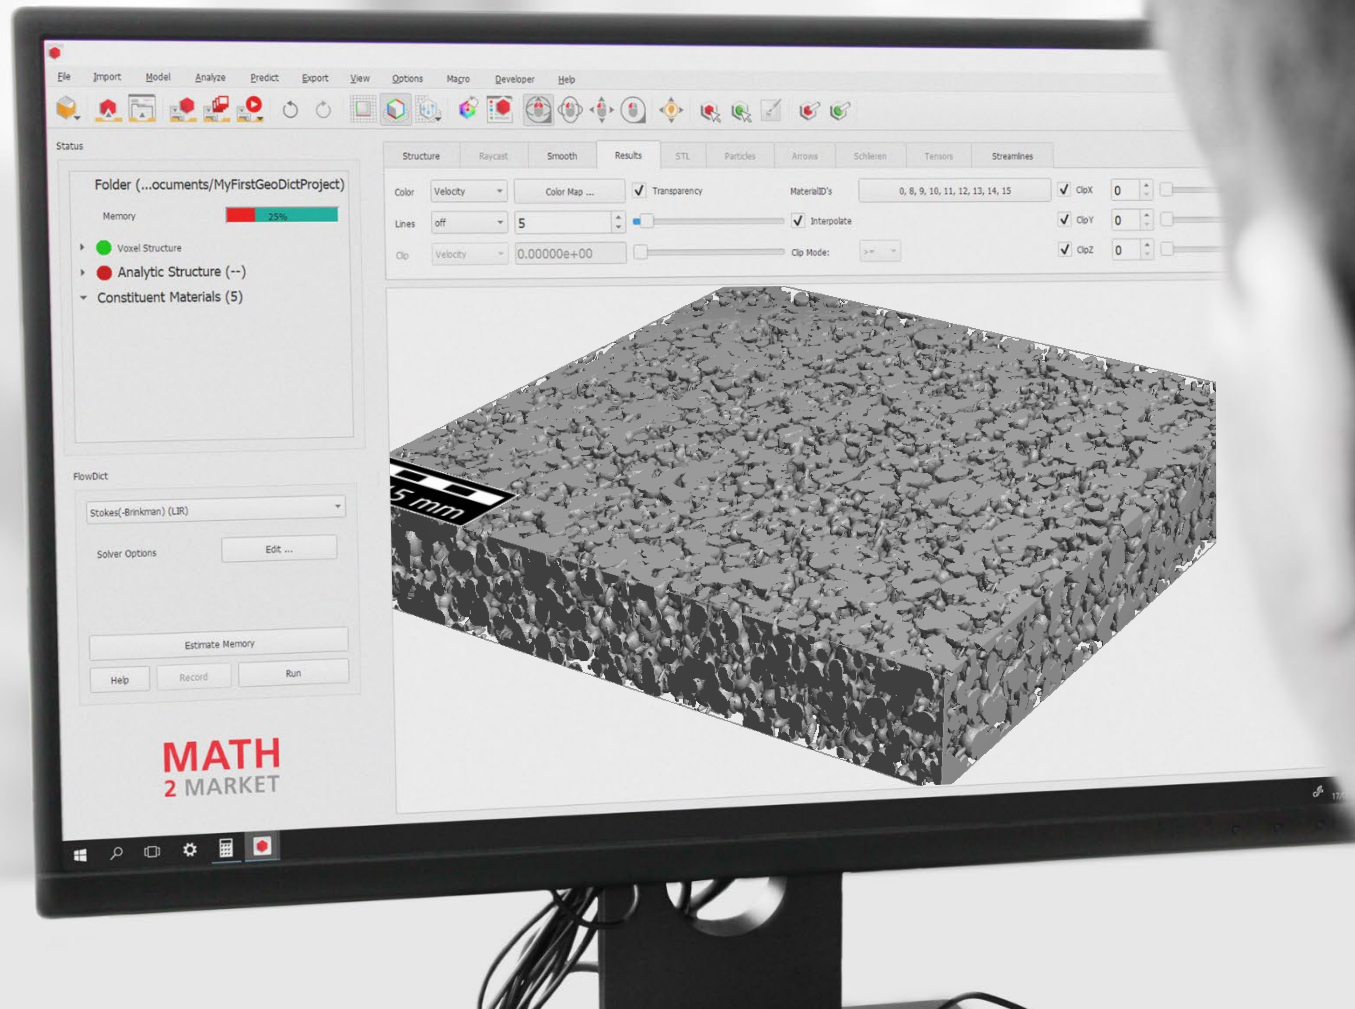 File Import Model Analyze Predict Export View Options Macro Developer Help
Status
Folder (...ocuments/MyFirstGeoDictProject)
Memory 25%
Voxel Structure
Analytic Structure (--)
Constituent Materials (5)
FlowDict
Stokes(-Brinkman) (LIR)
Solver Options Edit ...
Estimate Memory
Help Record Run
MATH
2 MARKET
Structure Raycast Smooth Results STL Particles Arrows Schlieren Tensors Streamlines
Color Velocity Color Map ... Transparency MaterialID's 0, 8, 9, 10, 11, 12, 13, 14, 15 ClipX 0
Lines off 5 Interpolate ClipY 0
Clip Velocity 0.00000e+00 Clip Mode: >= ClipZ 0
5 mm